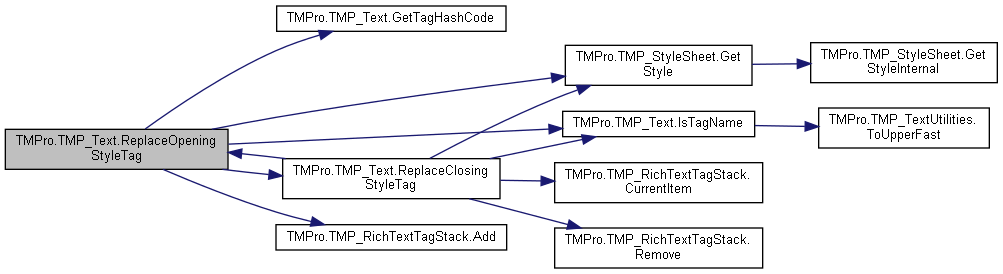 TMPro.TMP_Text.GetTagHashCode
TMPro.TMP_StyleSheet.Get
Style
TMPro.TMP_StyleSheet.Get
StyleInternal
TMPro.TMP_Text.IsTagName
TMPro.TMP_TextUtilities.
ToUpperFast
TMPro.TMP_Text.ReplaceOpening
StyleTag
TMPro.TMP_Text.ReplaceClosing
StyleTag
TMPro.TMP_RichTextTagStack.
CurrentItem
TMPro.TMP_RichTextTagStack.Add
TMPro.TMP_RichTextTagStack.
Remove